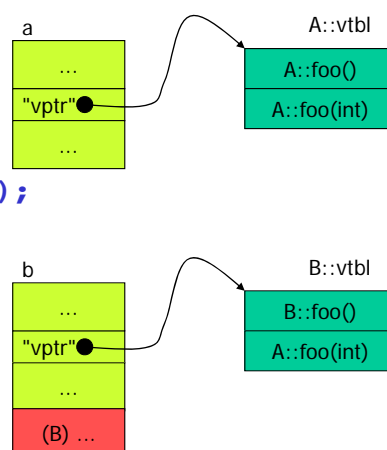 a
A::vtbl
...
A::foo()
"vptr"
A::foo(int)
...
);
b
B::vtbl
...
B::foo()
"vptr"
A::foo(int)
...
(B) ...